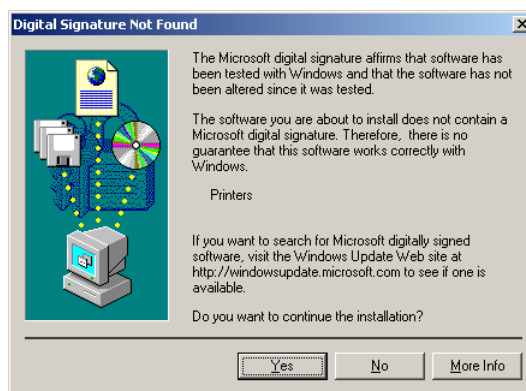 Digital Signature Not Found
The Microsoft digital signature affirms that software has
been tested with Windows and that the software has not
been altered since it was tested.
The software you are about to install does not contain a
Microsoft digital signature. Therefore, there is no
guarantee that this software works correctly with
Windows.
Printers
If you want to search for Microsoft digitally signed
software, visit the Windows Update Web site at
http://windowsupdate.microsoft.com to see if one is
available.
Do you want to continue the installation?
Yes
No
More Info